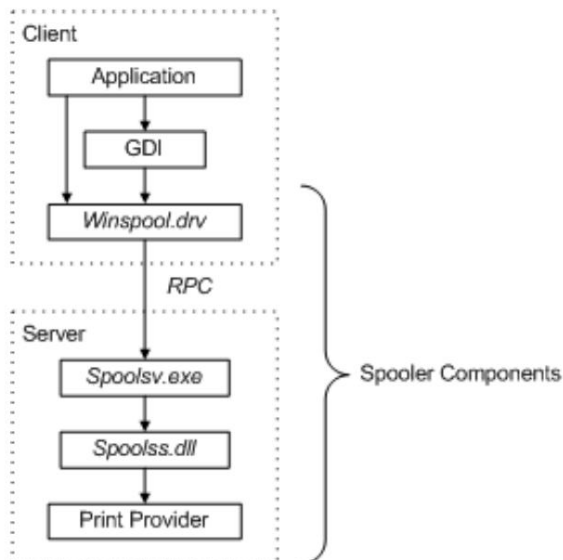 Client
Application
GDI
Winspool.drv
RPC
Server
Spoolsv.exe
Spoolss.dll
Print Provider
Spooler Components